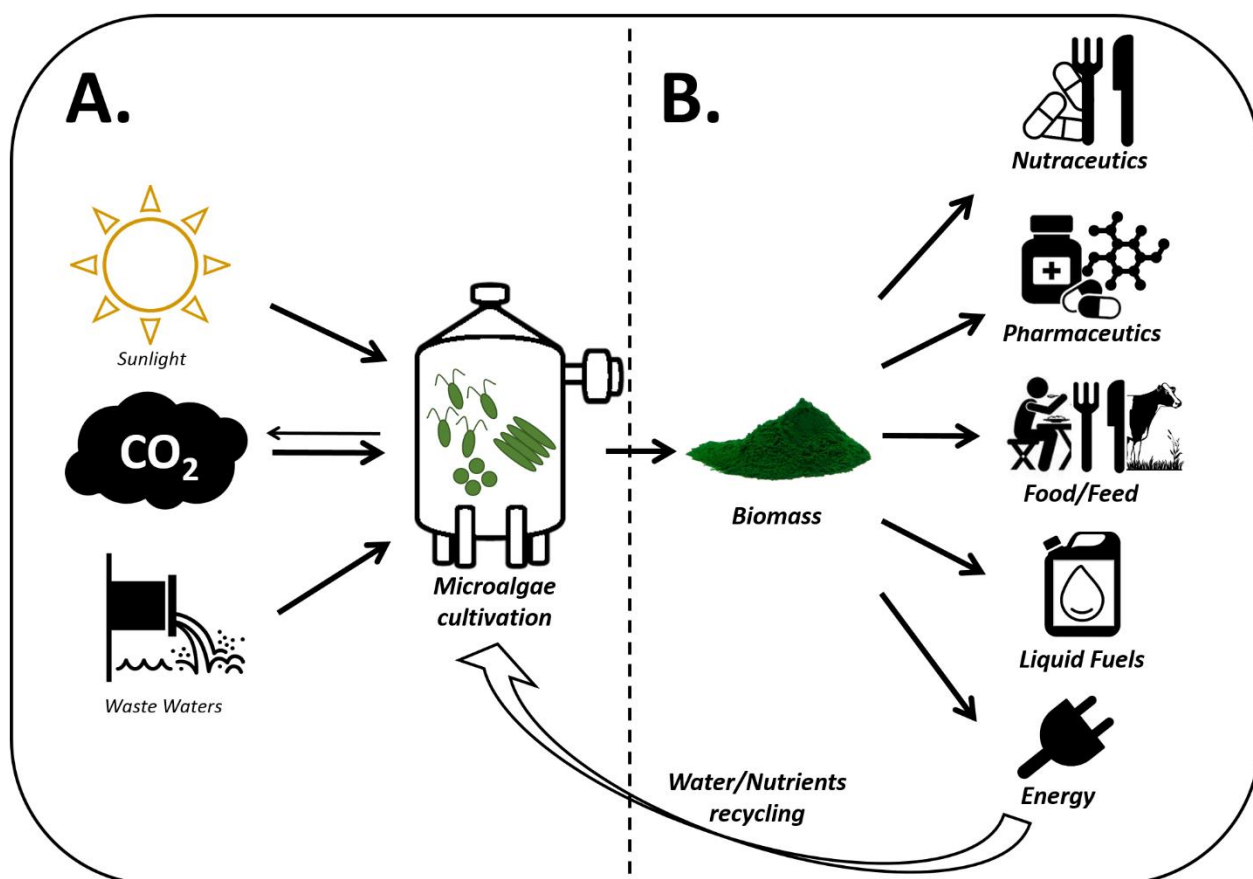 A.
B.
Sunlight
CO₂
Waste Waters
Microalgae
cultivation
Biomass
Nutraceutics
Pharmaceutics
Food/Feed
Liquid Fuels
Energy
Water/Nutrients
recycling